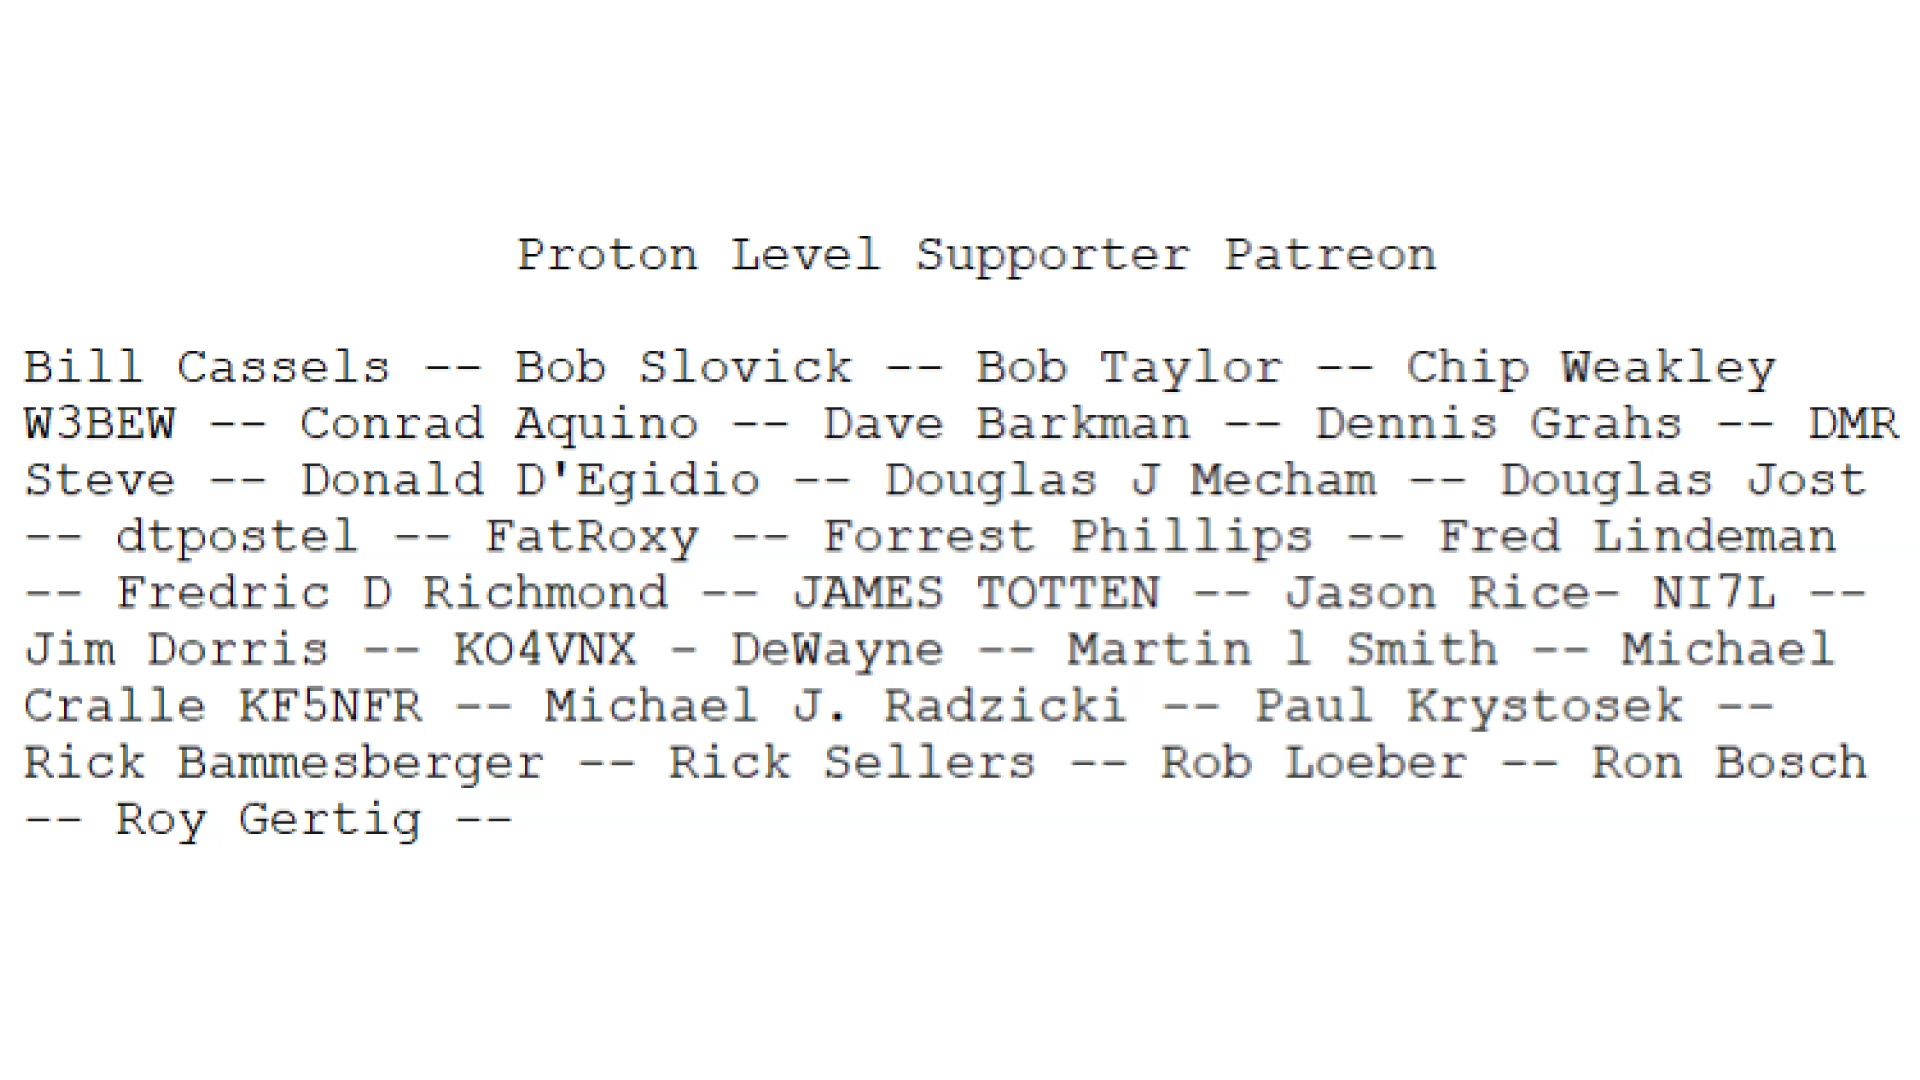 Proton Level Supporter Patreon
Bill Cassels -- Bob Slovick -- Bob Taylor -- Chip Weakley
W3BEW -- Conrad Aquino -- Dave Barkman -- Dennis Grahs -- DMR
Steve -- Donald D'Egidio -- Douglas J Mecham -- Douglas Jost
-- dtpostel -- FatRoxy -- Forrest Phillips -- Fred Lindeman
-- Fredric D Richmond -- JAMES TOTTEN -- Jason Rice- NI7L --
Jim Dorris -- KO4VNX - DeWayne -- Martin l Smith -- Michael
Cralle KF5NFR -- Michael J. Radzicki -- Paul Krystosek --
Rick Bammesberger -- Rick Sellers -- Rob Loeber -- Ron Bosch
-- Roy Gertig --